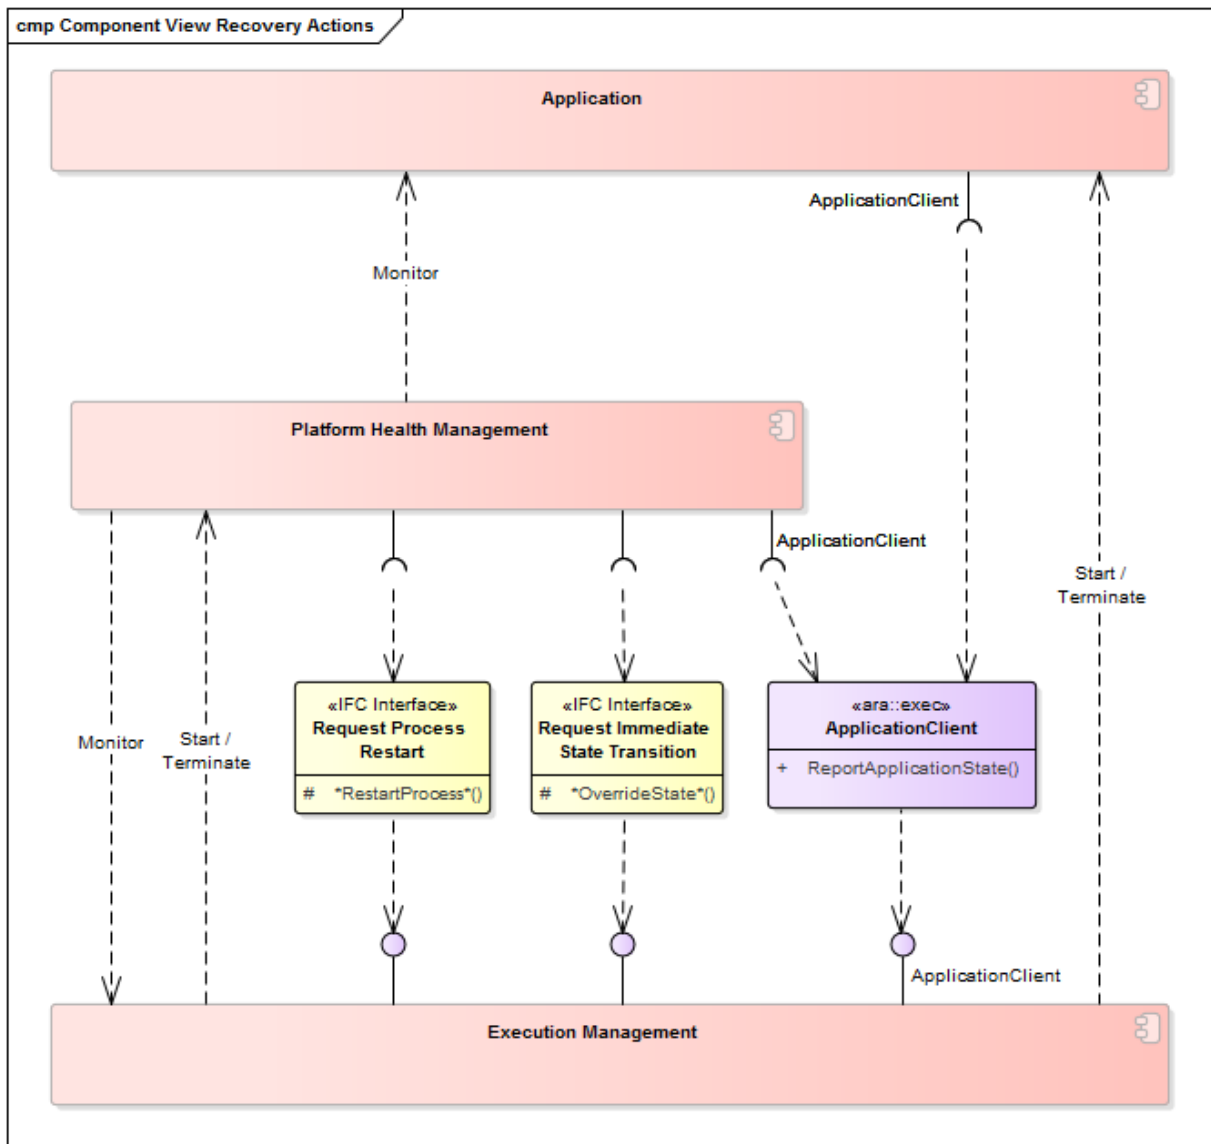 cmp Component View Recovery Actions
Application
ApplicationClient
Monitor
Platform Health Management
ApplicationClient
Start /
Terminate
«IFC Interface»
Request Process
Restart
# *RestartProcess*()
«IFC Interface»
Request Immediate
State Transition
# *OverrideState*()
«ara::exec»
ApplicationClient
+ ReportApplicationState()
Monitor
Start /
Terminate
ApplicationClient
Execution Management